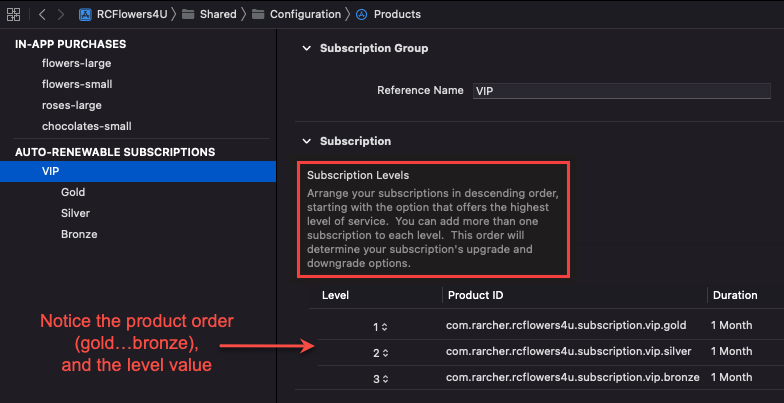 RCFlowers4U Shared Configuration Products
IN-APP PURCHASES
flowers-large
flowers-small
roses-large
chocolates-small
AUTO-RENEWABLE SUBSCRIPTIONS
VIP
Gold
Silver
Bronze
Notice the product order
(gold…bronze),
and the level value
Subscription Group
Reference Name VIP
Subscription
Subscription Levels
Arrange your subscriptions in descending order,
starting with the option that offers the highest
level of service.  You can add more than one
subscription to each level.  This order will
determine your subscription's upgrade and
downgrade options.
Level Product ID Duration
1 com.rarcher.rcflowers4u.subscription.vip.gold 1 Month
2 com.rarcher.rcflowers4u.subscription.vip.silver 1 Month
3 com.rarcher.rcflowers4u.subscription.vip.bronze 1 Month